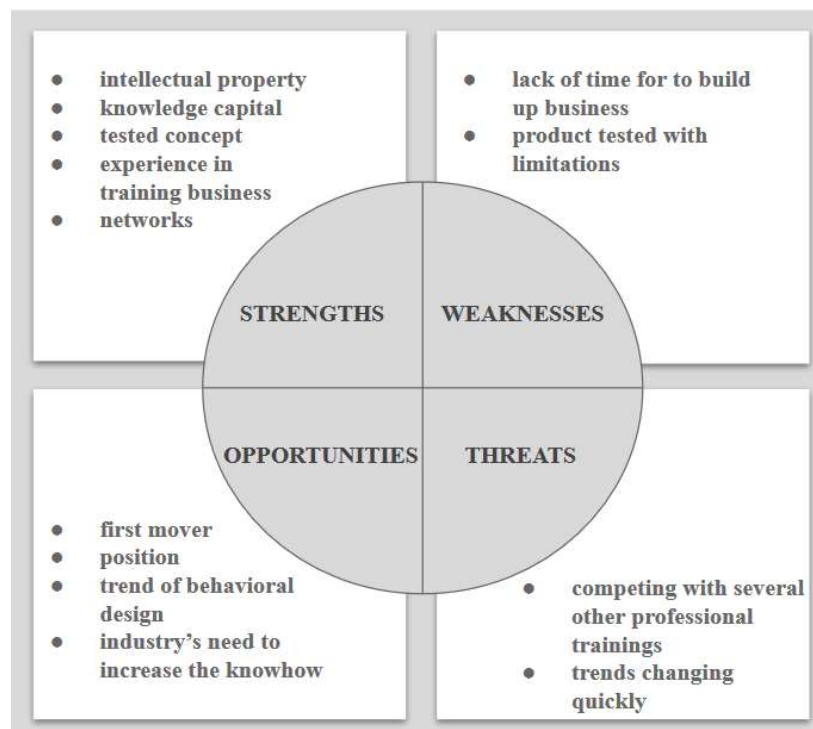 ● intellectual property
● knowledge capital
● tested concept
● experience in
training business
● networks
● lack of time for to build
up business
● product tested with
limitations
STRENGTHS
WEAKNESSES
OPPORTUNITIES
THREATS
● first mover
● position
● trend of behavioral
design
● industry’s need to
increase the knowhow
● competing with several
other professional
trainings
● trends changing
quickly